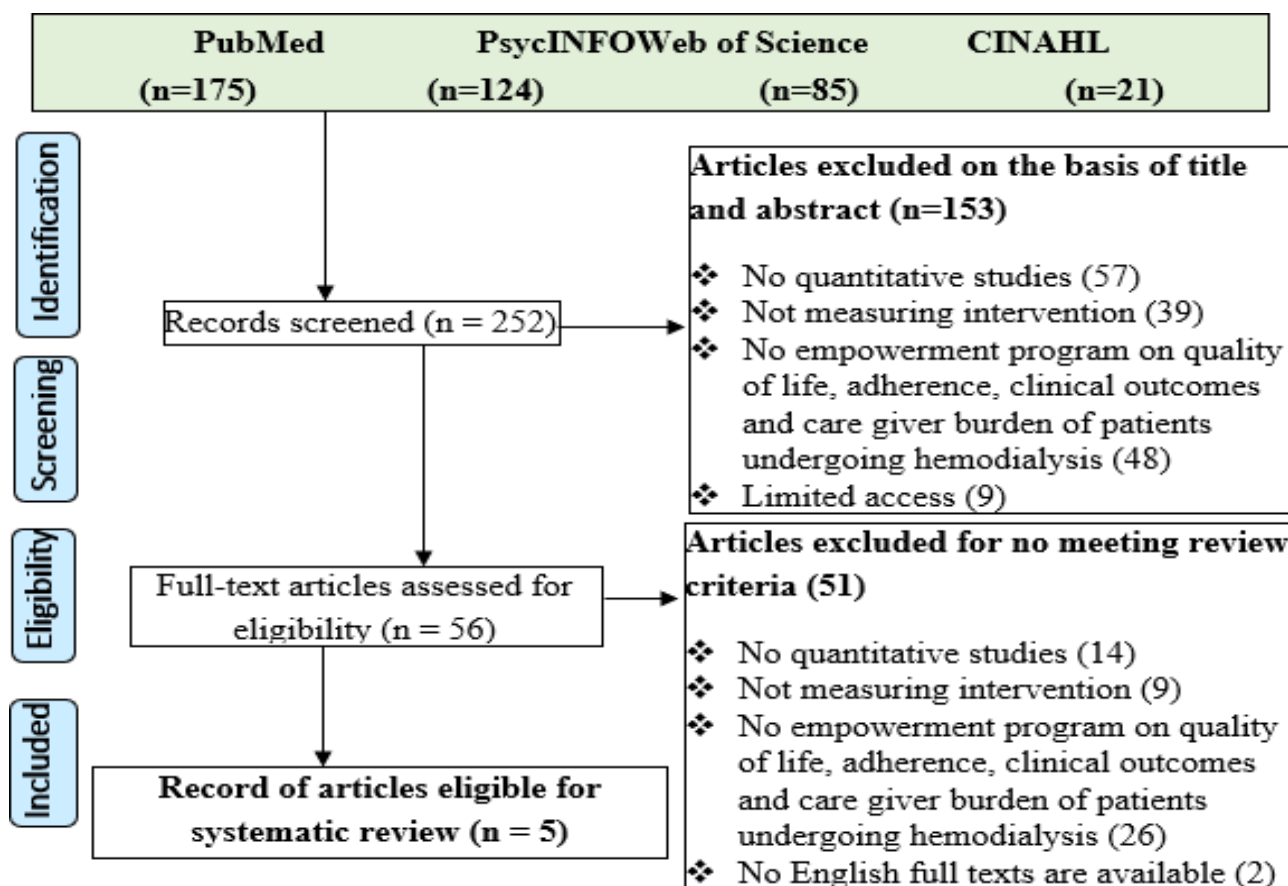 PubMed PsycINFOWeb of Science CINAHL
(n=175) (n=124) (n=85) (n=21)
Identification
Records screened (n = 252)
Articles excluded on the basis of title
and abstract (n=153)
❖ No quantitative studies (57)
❖ Not measuring intervention (39)
❖ No empowerment program on quality
of life, adherence, clinical outcomes
and care giver burden of patients
undergoing hemodialysis (48)
❖ Limited access (9)
Screening
Eligibility
Full-text articles assessed for
eligibility (n = 56)
Articles excluded for no meeting review
criteria (51)
❖ No quantitative studies (14)
❖ Not measuring intervention (9)
❖ No empowerment program on quality
of life, adherence, clinical outcomes
and care giver burden of patients
undergoing hemodialysis (26)
❖ No English full texts are available (2)
Included
Record of articles eligible for
systematic review (n = 5)